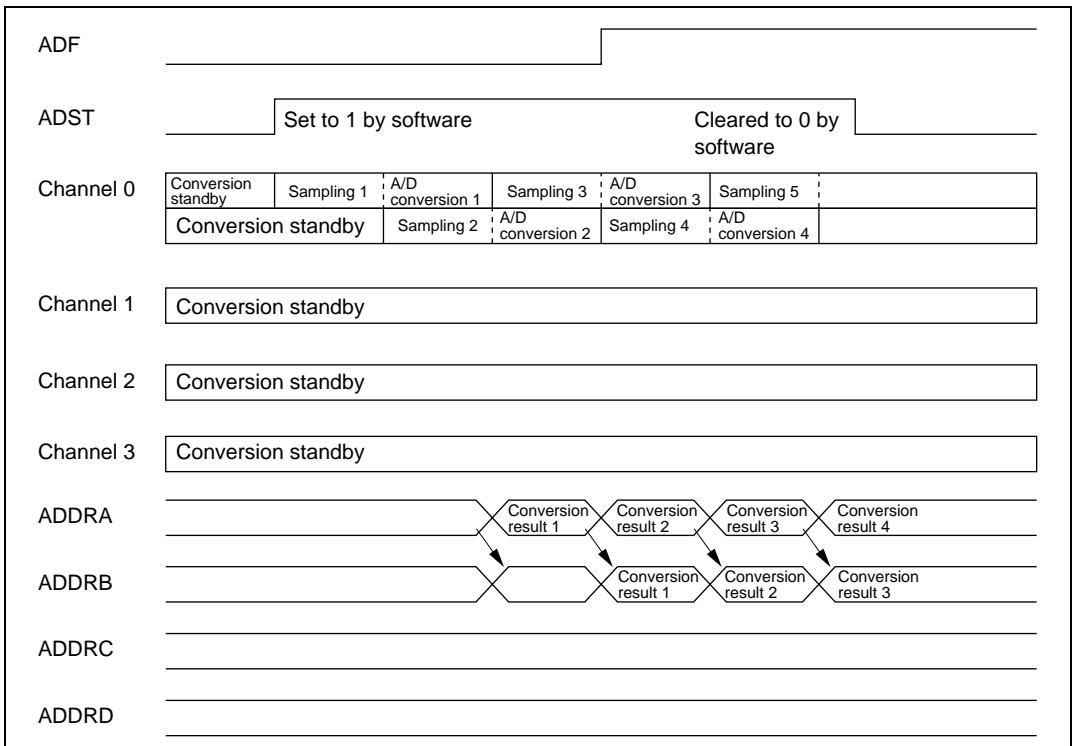 ADF
ADST
Set to 1 by software
Cleared to 0 by
software
Channel 0
Conversion
standby
Sampling 1
A/D
conversion 1
Sampling 3
A/D
conversion 3
Sampling 5
Conversion standby
Sampling 2
A/D
conversion 2
Sampling 4
A/D
conversion 4
Channel 1
Conversion standby
Channel 2
Conversion standby
Channel 3
Conversion standby
ADDRA
Conversion
result 1
Conversion
result 2
Conversion
result 3
Conversion
result 4
ADDRB
Conversion
result 1
Conversion
result 2
Conversion
result 3
ADDRC
ADDRD